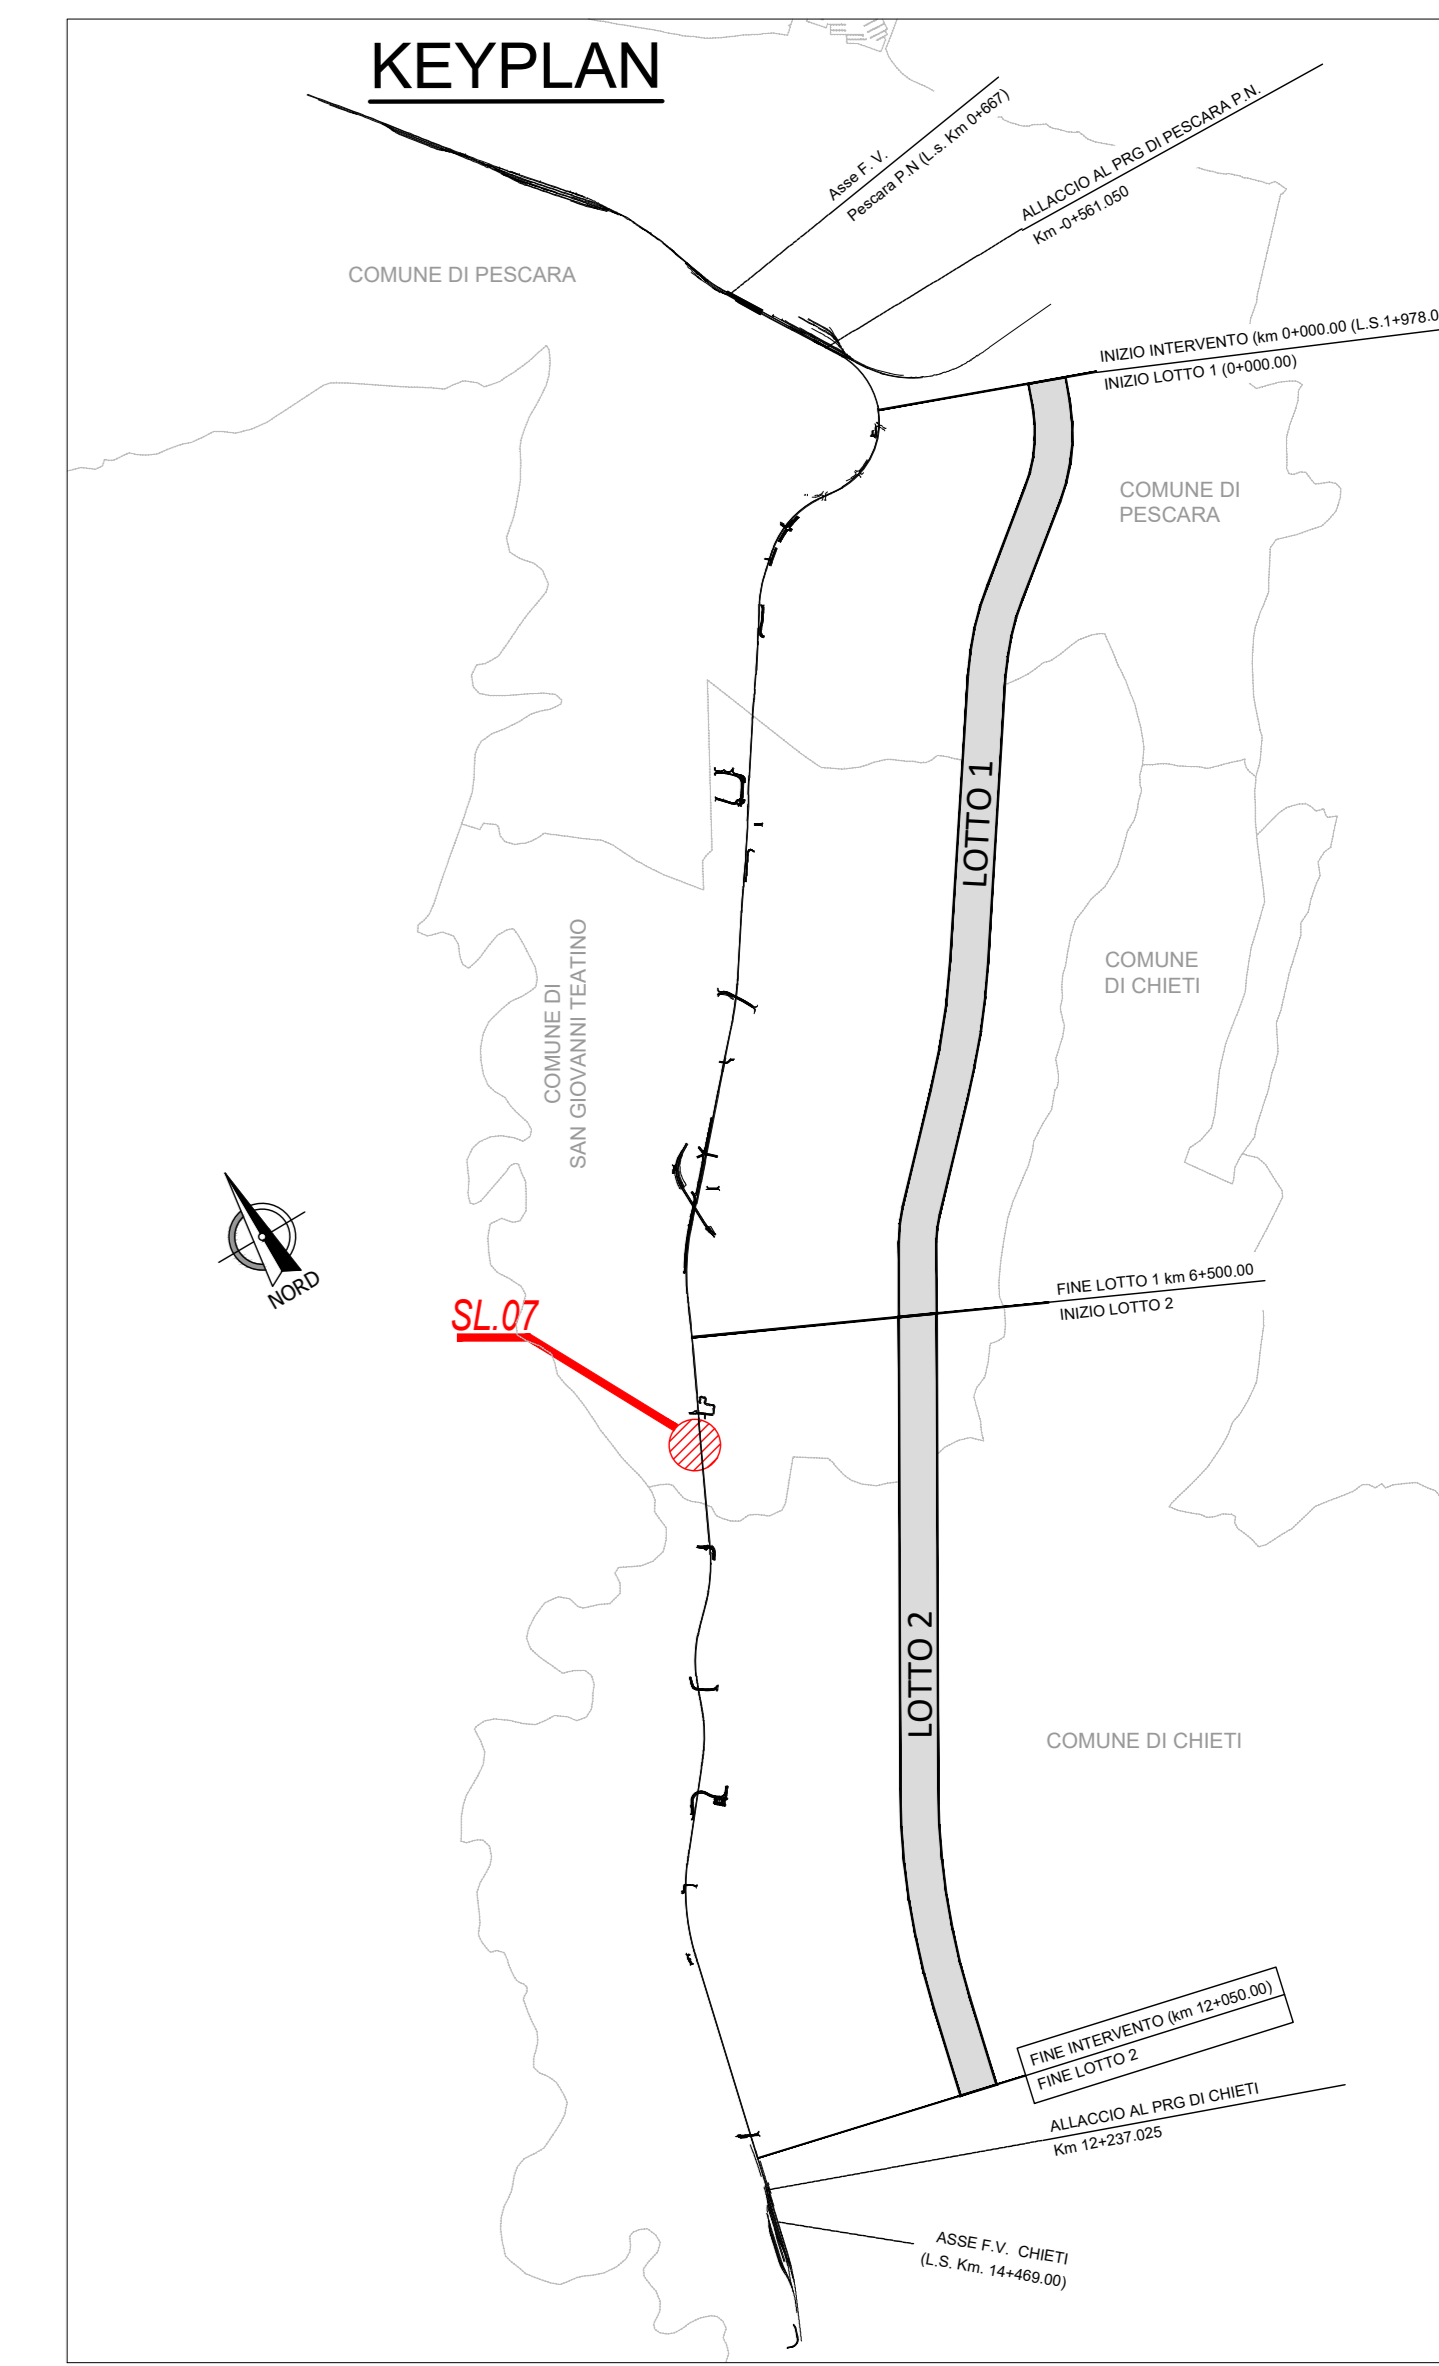 KEYPLAN
Asse F. V.
Pescara P.N (L.s. Km 0+667)
ALLACCIO AL PRG DI PESCARA P.N.
Km -0+561.050
COMUNE DI PESCARA
INIZIO INTERVENTO (km 0+000.00 (L.S.1+978.0
INIZIO LOTTO 1 (0+000.00)
COMUNE DI
PESCARA
LOTTO 1
COMUNE DI
SAN GIOVANNI TEATINO
COMUNE
DI CHIETI
NORD
SL.07
FINE LOTTO 1 km 6+500.00
INIZIO LOTTO 2
LOTTO 2
COMUNE DI CHIETI
FINE INTERVENTO (km 12+050.00)
FINE LOTTO 2
ALLACCIO AL PRG DI CHIETI
Km 12+237.025
ASSE F.V. CHIETI
(L.S. Km. 14+469.00)